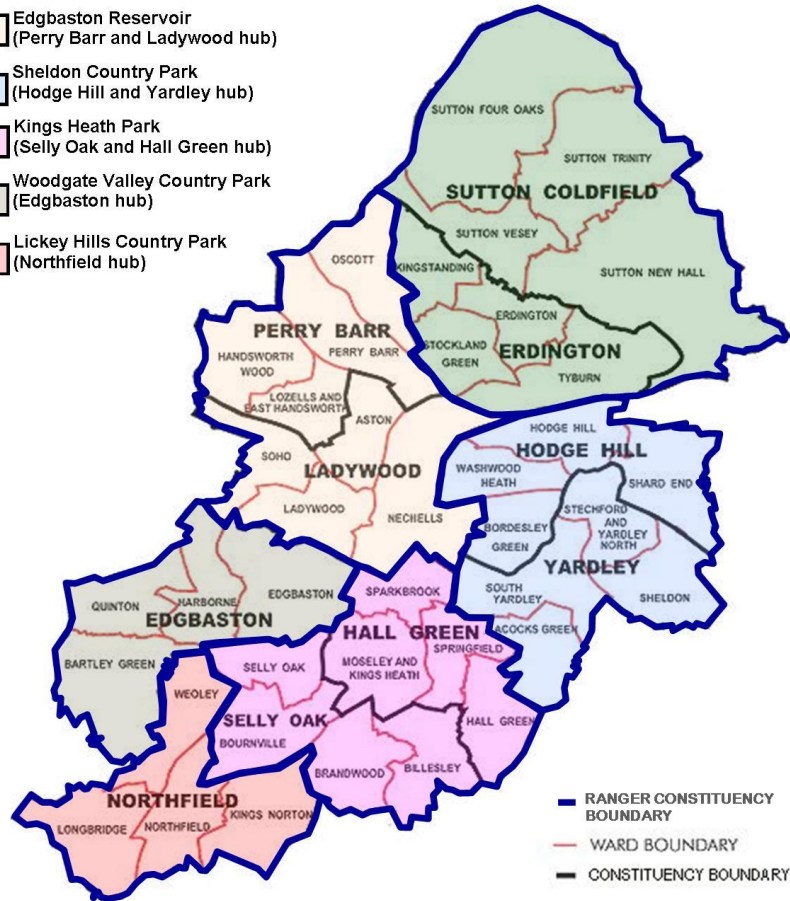 Edgbaston Reservoir
(Perry Barr and Ladywood hub)
Sheldon Country Park
(Hodge Hill and Yardley hub)
Kings Heath Park
(Selly Oak and Hall Green hub)
Woodgate Valley Country Park
(Edgbaston hub)
Lickey Hills Country Park
(Northfield hub)
SUTTON FOUR OAKS
SUTTON TRINITY
SUTTON COLDFIELD
SUTTON VESEY
SUTTON NEW HALL
OSCOTT
KINGSTANDING
ERDINGTON
PERRY BARR
PERRY BARR
STOCKLAND
GREEN
ERDINGTON
TYBURN
HANDSWORTH
WOOD
LOZELLS AND
EAST HANDSWORTH
ASTON
HODGE HILL
HODGE HILL
SOHO
LADYWOOD
WASHWOOD
HEATH
SHARD END
LADYWOOD
NECHELLS
STECHFORD
AND
YARDLEY
NORTH
BORDESLEY
GREEN
YARDLEY
SOUTH
YARDLEY
SHELDON
ACOCKS GREEN
QUINTON
HARBORNE
EDGBASTON
EDGBASTON
BARTLEY GREEN
SPARKBROOK
HALL GREEN
SPRINGFIELD
MOSELEY AND
KINGS HEATH
SELLY OAK
WEOLEY
SELLY OAK
BOURNVILLE
HALL GREEN
BRANDWOOD
BILLESLEY
NORTHFIELD
LONGBRIDGE
NORTHFIELD
KINGS NORTON
RANGER CONSTITUENCY
BOUNDARY
WARD BOUNDARY
CONSTITUENCY BOUNDARY